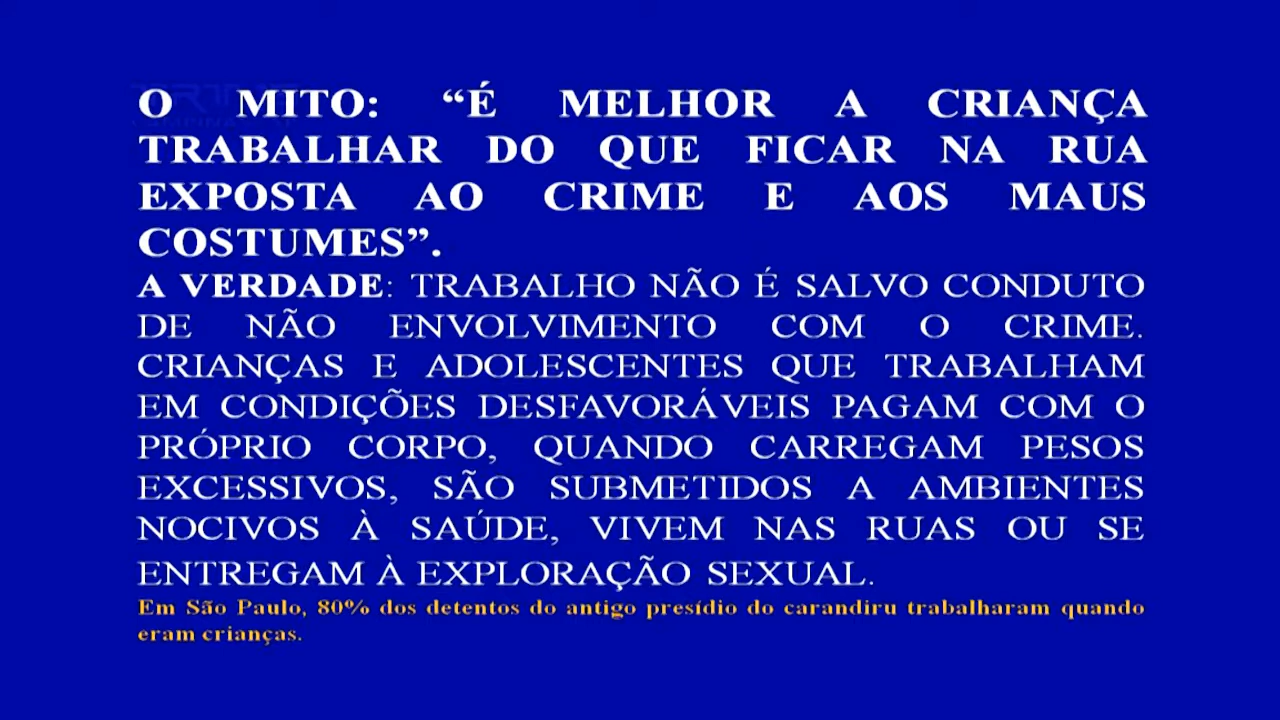 O MITO: “É MELHOR A CRIANÇA
TRABALHAR DO QUE FICAR NA RUA
EXPOSTA AO CRIME E AOS MAUS
COSTUMES”.
A VERDADE: TRABALHO NÃO É SALVO CONDUTO
DE NÃO ENVOLVIMENTO COM O CRIME.
CRIANÇAS E ADOLESCENTES QUE TRABALHAM
EM CONDIÇÕES DESFAVORÁVEIS PAGAM COM O
PRÓPRIO CORPO, QUANDO CARREGAM PESOS
EXCESSIVOS, SÃO SUBMETIDOS A AMBIENTES
NOCIVOS À SAÚDE, VIVEM NAS RUAS OU SE
ENTREGAM À EXPLORAÇÃO SEXUAL.
Em São Paulo, 80% dos detentos do antigo presídio do carandiru trabalharam quando
eram crianças.